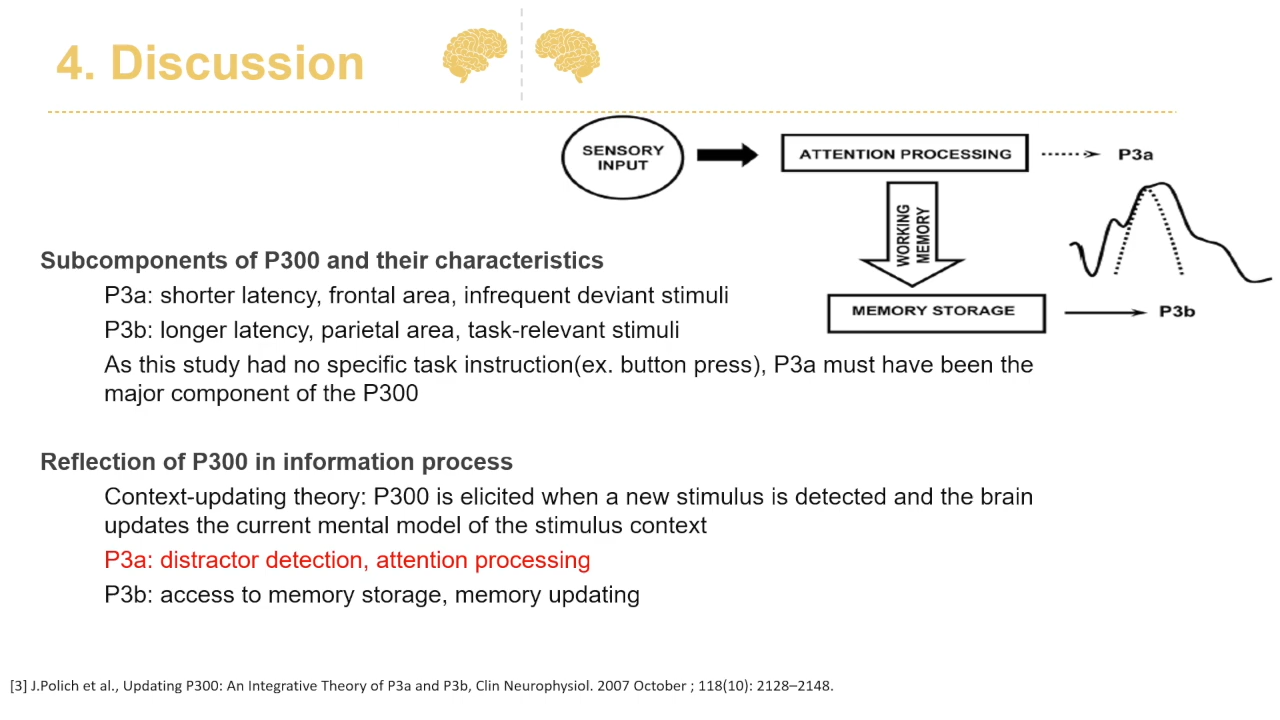 4. Discussion
SENSORY
INPUT
ATTENTION PROCESSING
P3a
WORKING
MEMORY
MEMORY STORAGE
P3b
Subcomponents of P300 and their characteristics
P3a: shorter latency, frontal area, infrequent deviant stimuli
P3b: longer latency, parietal area, task-relevant stimuli
As this study had no specific task instruction(ex. button press), P3a must have been the
major component of the P300
Reflection of P300 in information process
Context-updating theory: P300 is elicited when a new stimulus is detected and the brain
updates the current mental model of the stimulus context
P3a: distractor detection, attention processing
P3b: access to memory storage, memory updating
[3] J.Polich et al., Updating P300: An Integrative Theory of P3a and P3b, Clin Neurophysiol. 2007 October ; 118(10): 2128–2148.